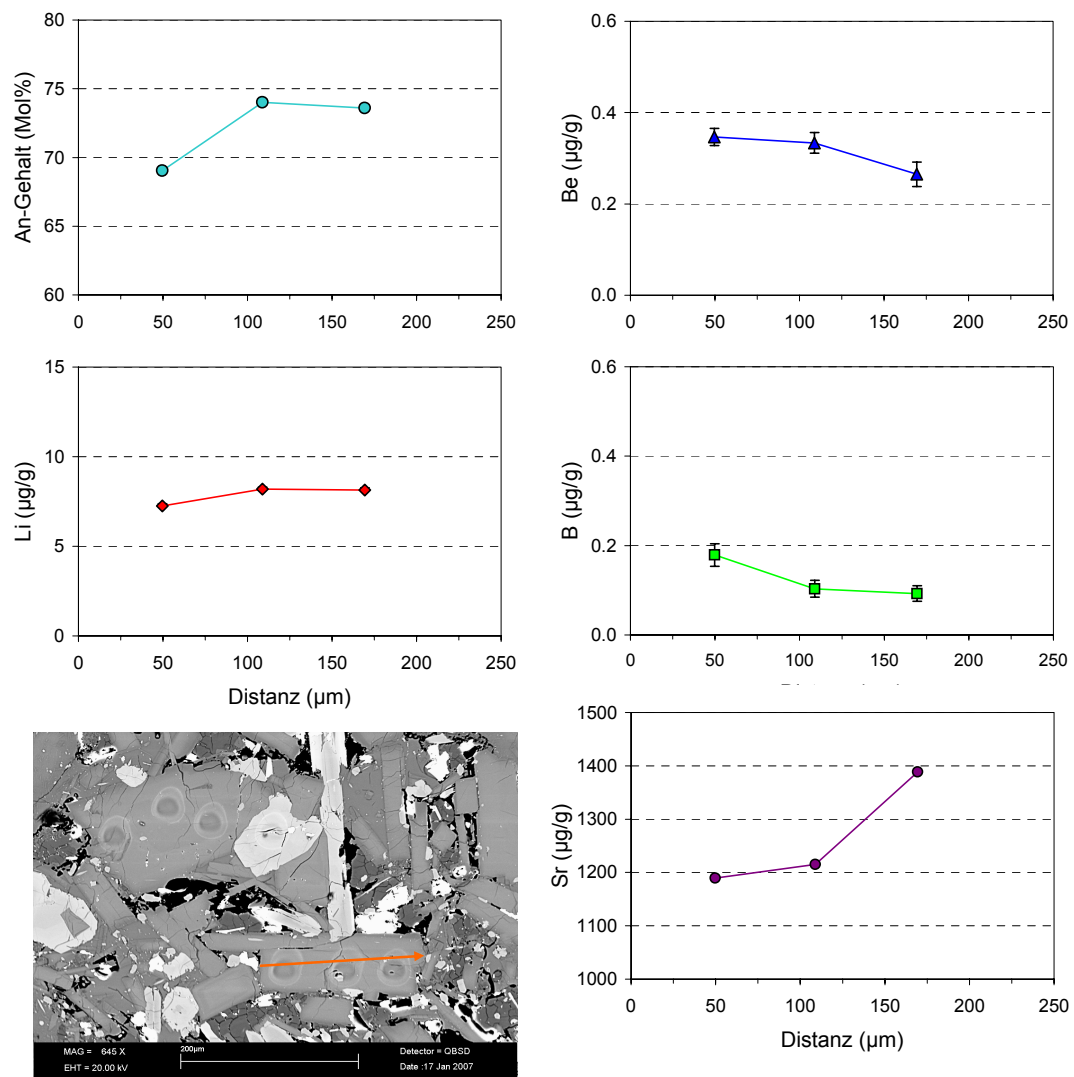 An-Gehalt (Mol%)
80
75
70
65
60
0 50 100 150 200 250
Be (µg/g)
0.6
0.4
0.2
0.0
0 50 100 150 200 250
Li (µg/g)
15
10
5
0
0 50 100 150 200 250
Distanz (µm)
B (µg/g)
0.6
0.4
0.2
0.0
0 50 100 150 200 250
Sr (µg/g)
1500
1400
1300
1200
1100
1000
0 50 100 150 200 250
Distanz (µm)
MAG = 645 X
EHT = 20.00 kV
200µm
Detector = QBSD
Date :17 Jan 2007